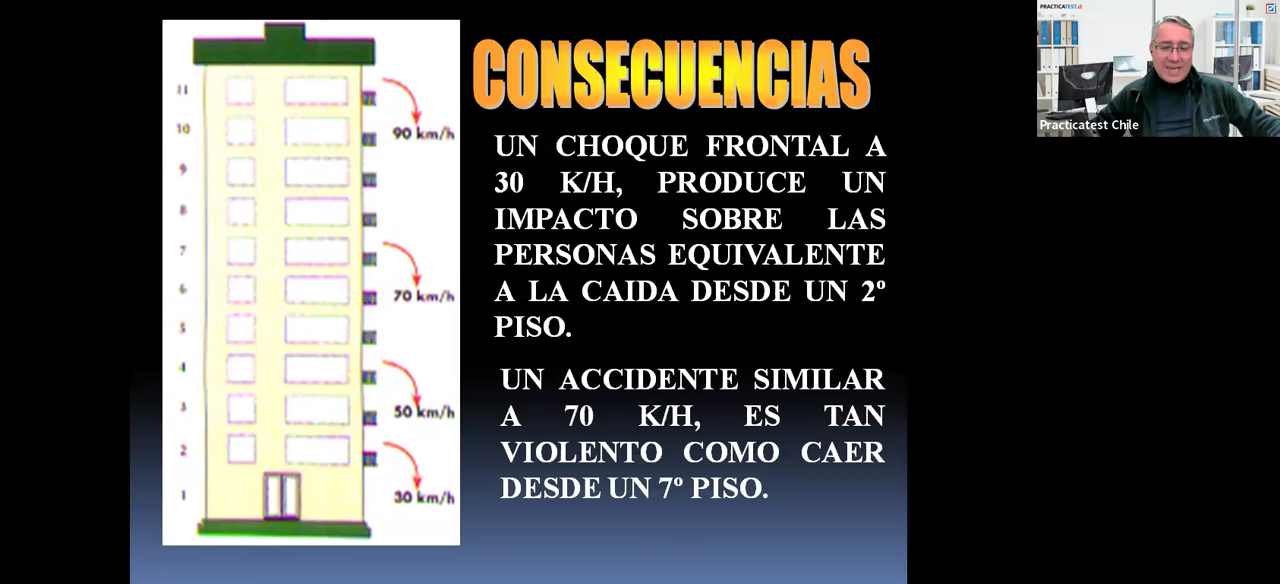 PRACTICATEST.cl
Practicatest Chile
CONSECUENCIAS
UN CHOQUE FRONTAL A
30 K/H, PRODUCE UN
IMPACTO SOBRE LAS
PERSONAS EQUIVALENTE
A LA CAIDA DESDE UN 2º
PISO.
UN ACCIDENTE SIMILAR
A 70 K/H, ES TAN
VIOLENTO COMO CAER
DESDE UN 7º PISO.
11
90 km/h
10
9
8
7
70 km/h
6
5
4
50 km/h
3
2
30 km/h
1